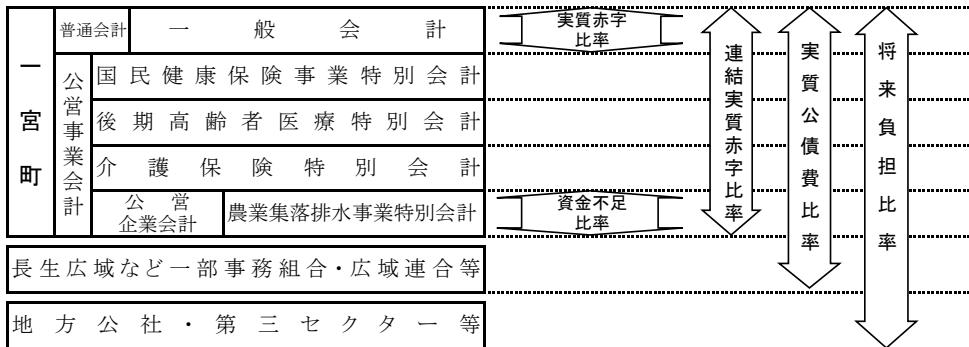 一宮町
普通会計
一般会計
公営事業会計
国民健康保険事業特別会計
後期高齢者医療特別会計
介護保険特別会計
公営
企業会計
農業集落排水事業特別会計
長生広域など一部事務組合・広域連合等
地方公社・第三セクター等
実質赤字
比率
資金不足
比率
連結実質赤字比率
実質公債費比率
将来負担比率